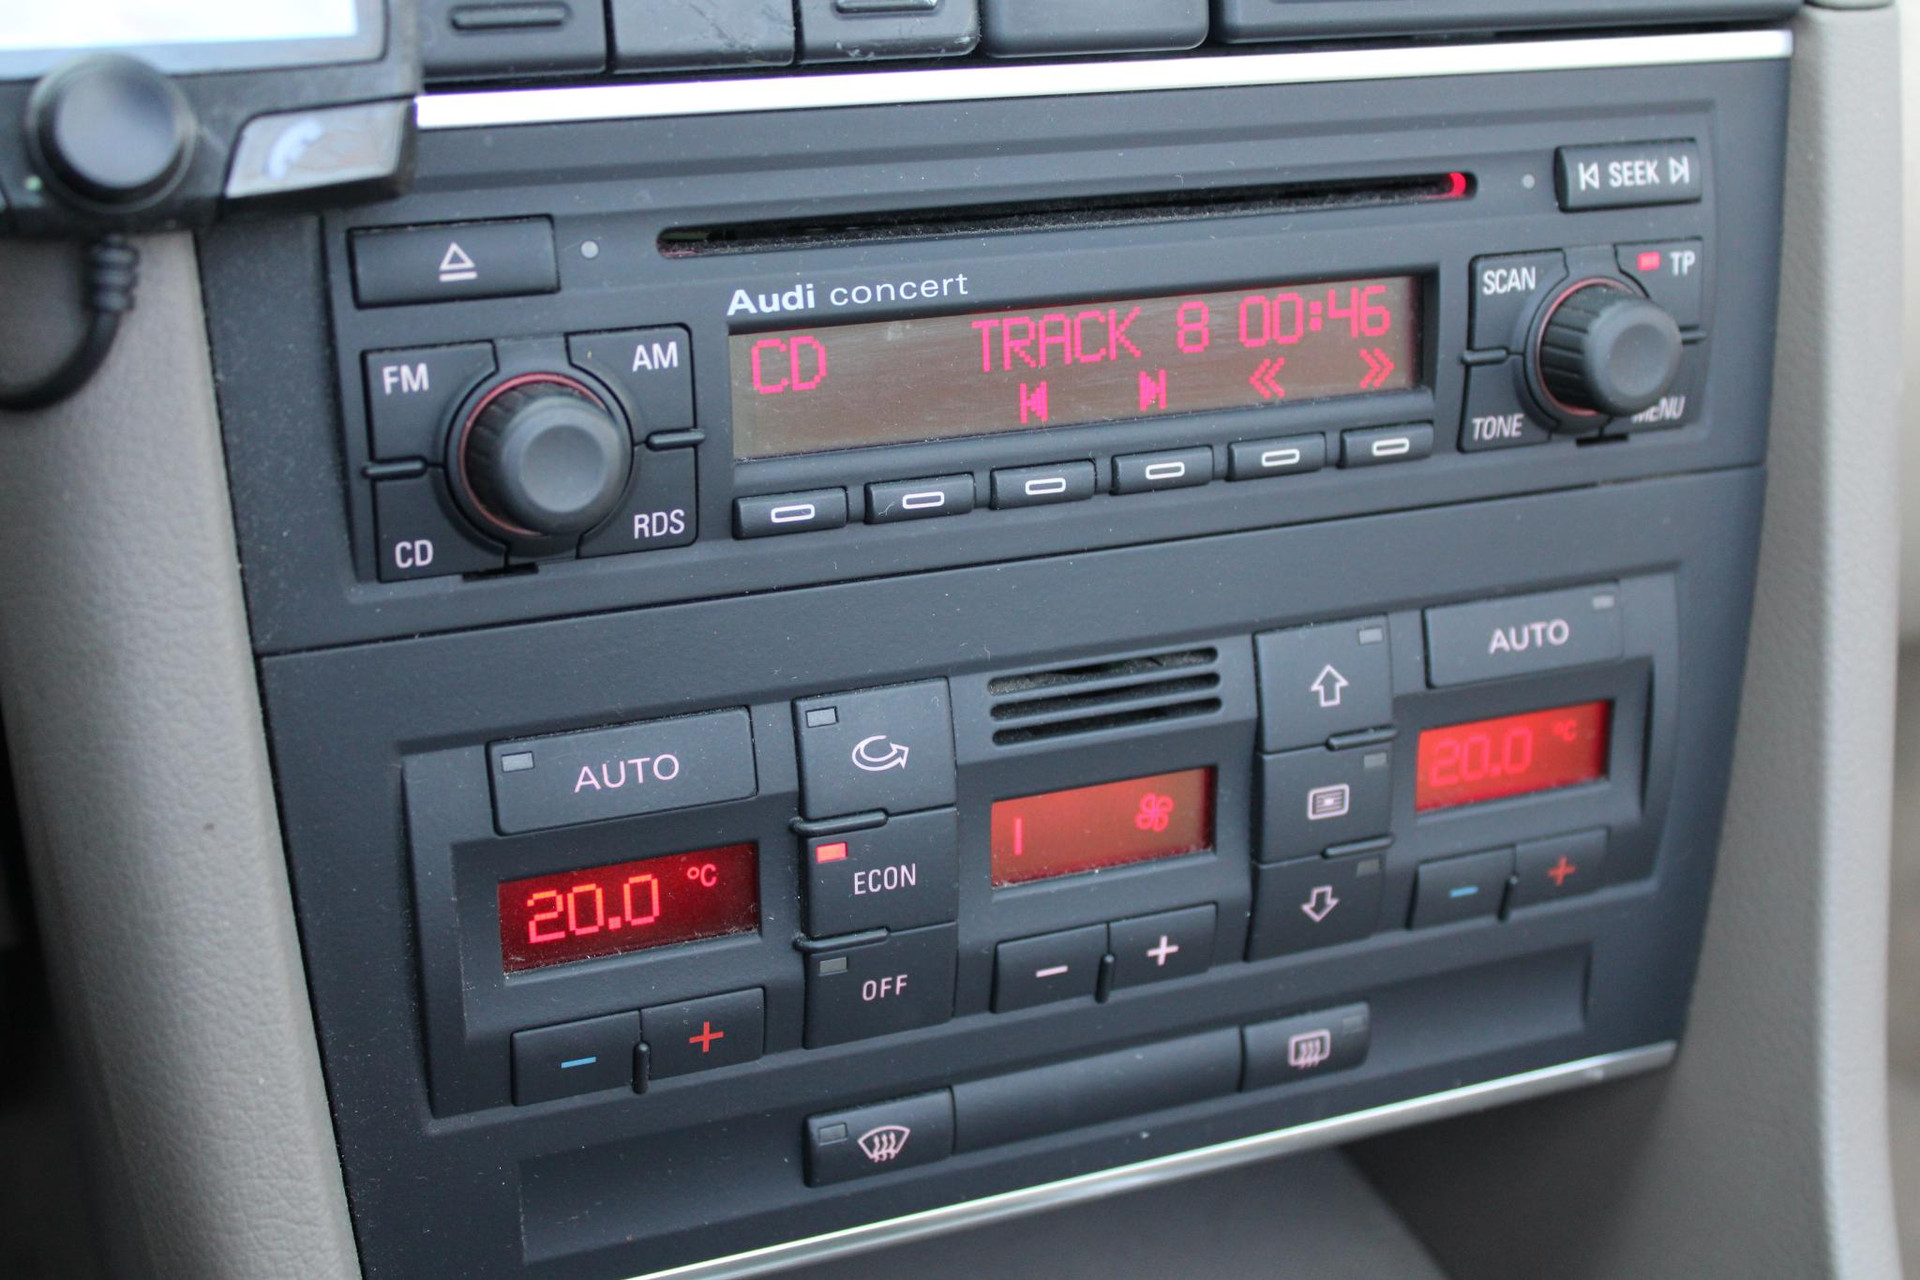 SEEK
SCAN
TP
Audi concert
FM
AM
CD TRACK 8 00:46
TONE
MENU
CD
RDS
AUTO
AUTO
20.0 °C
ECON
20.0 °C
OFF